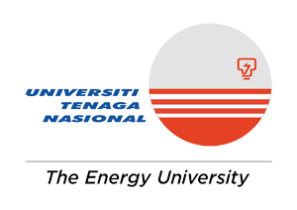 UNIVERSITI
TENAGA
NASIONAL
The Energy University